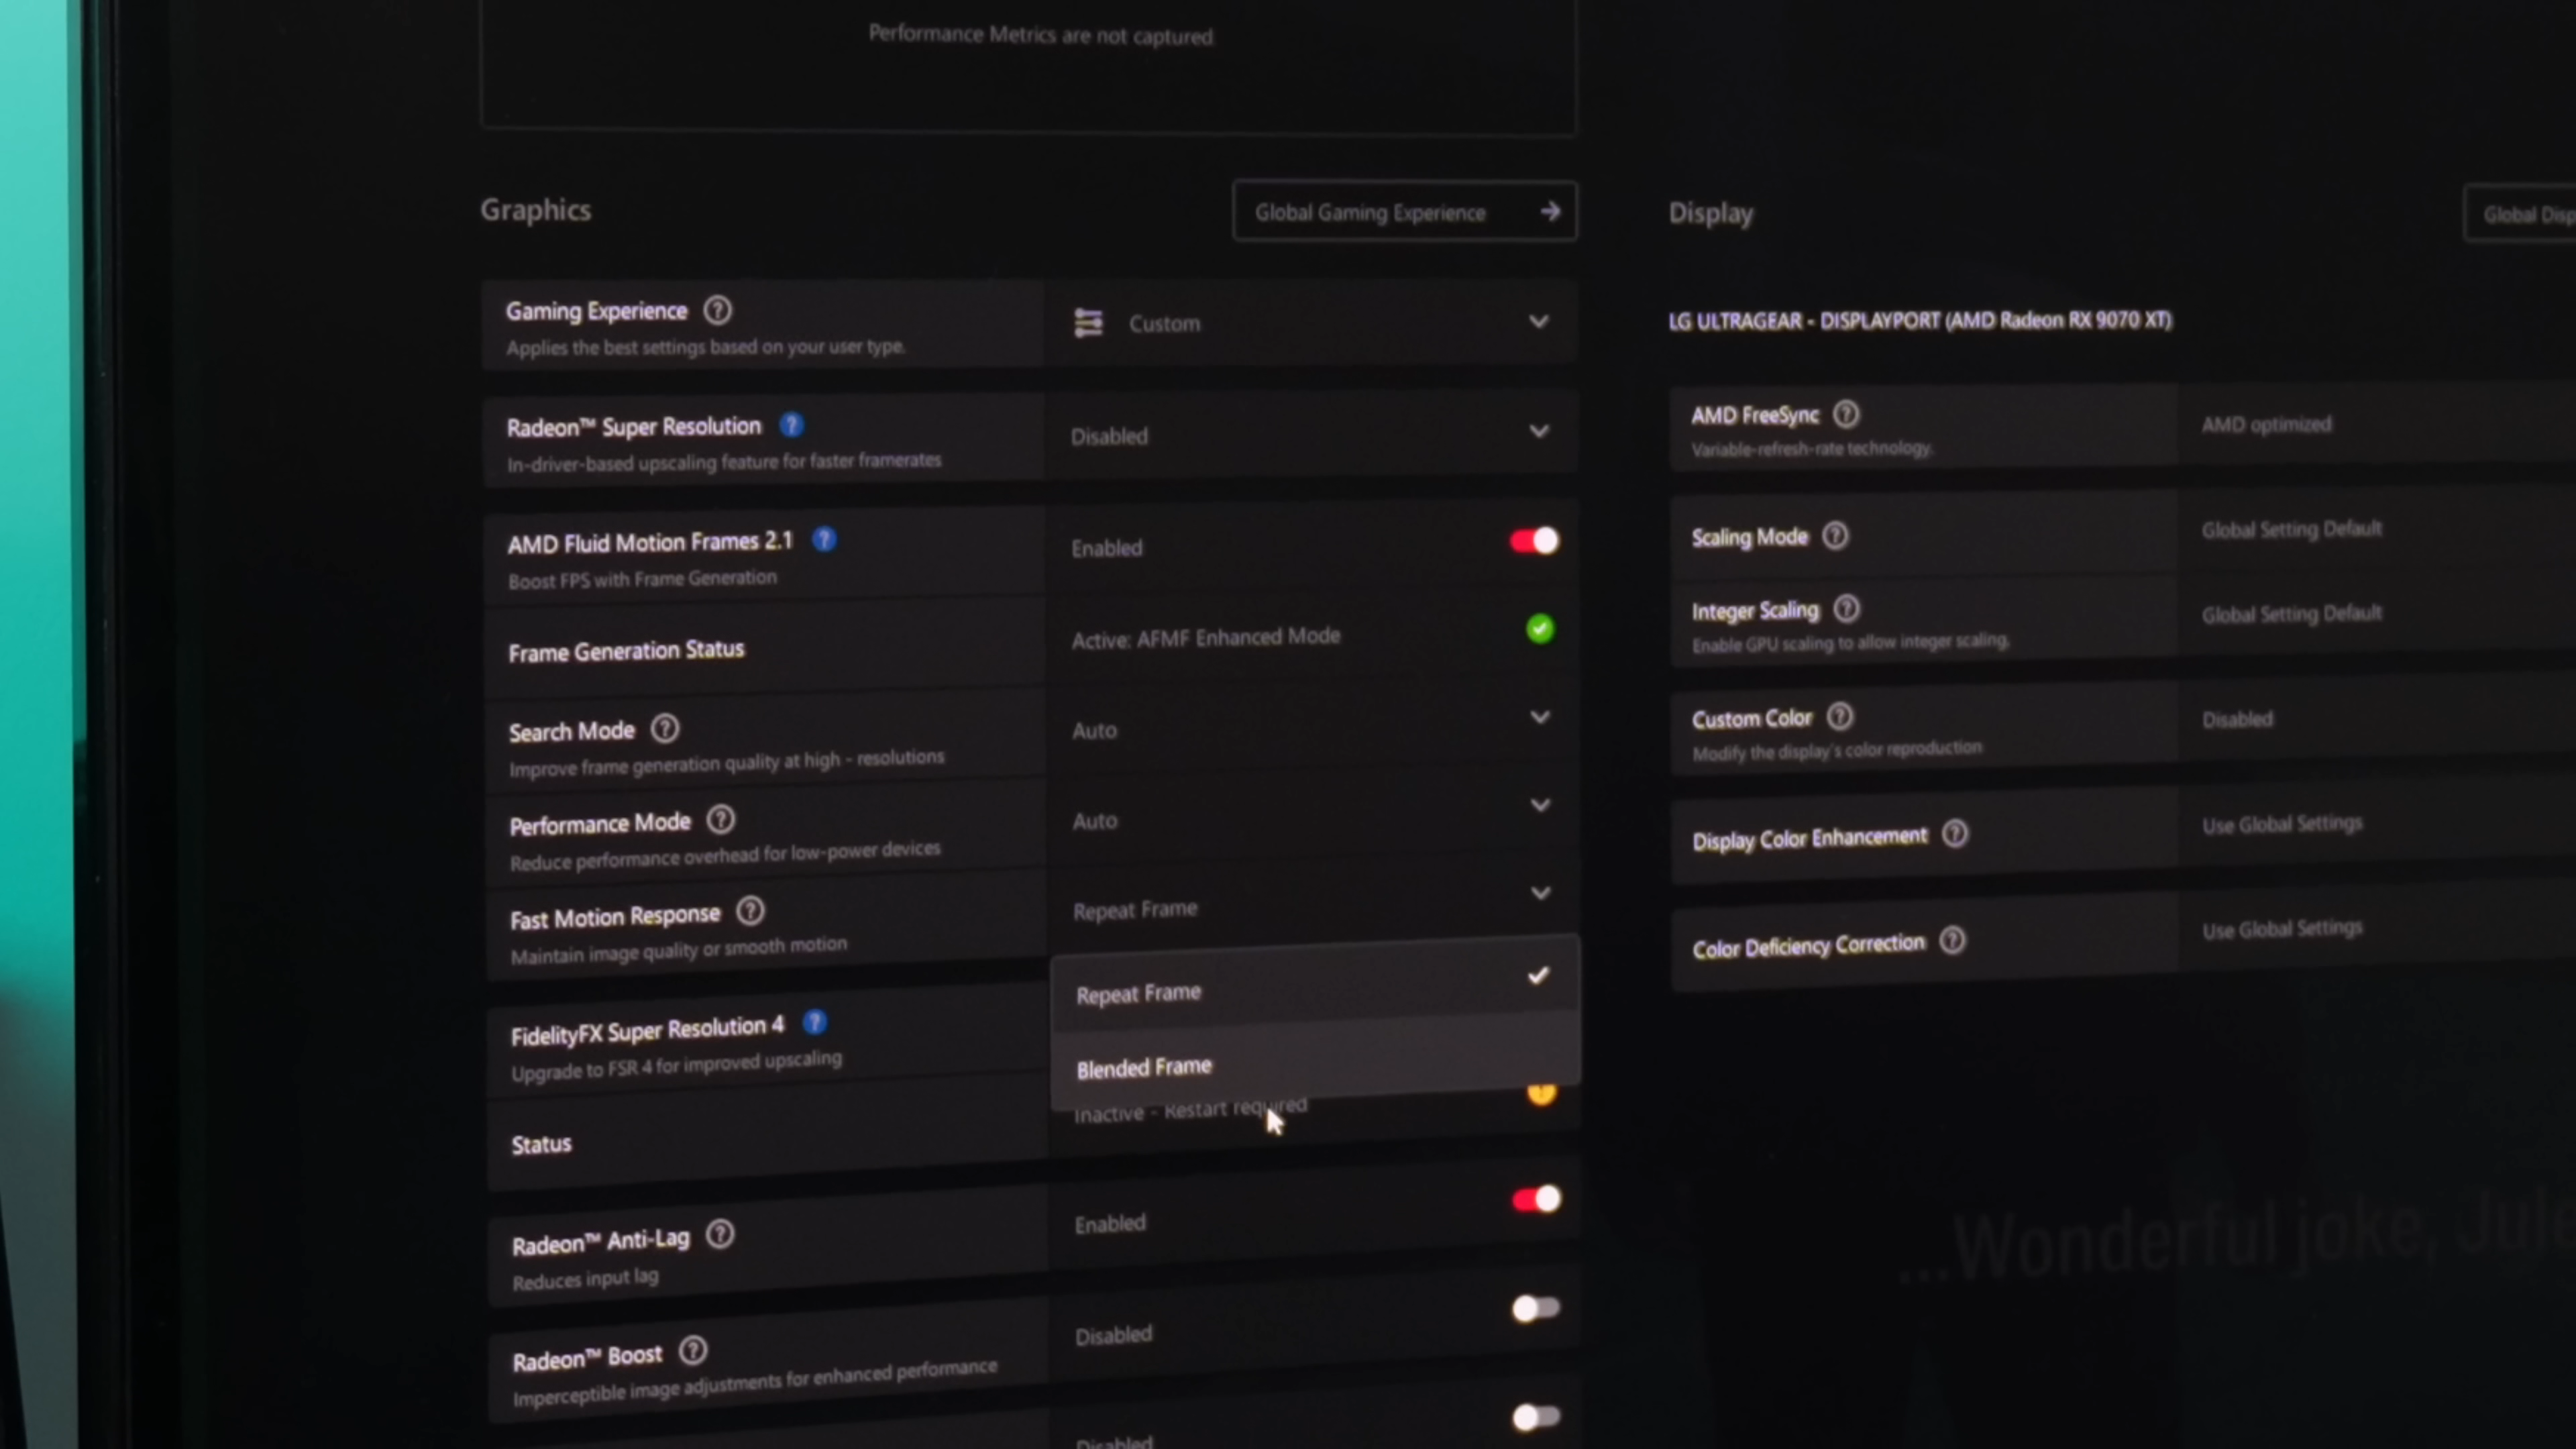 Performance Metrics are not captured
Graphics
Global Gaming Experience
Gaming Experience
Applies the best settings based on your user type.
Custom
Radeon™ Super Resolution
In-driver-based upscaling feature for faster framerates
Disabled
AMD Fluid Motion Frames 2.1
Boost FPS with Frame Generation
Enabled
Frame Generation Status
Active: AFMF Enhanced Mode
Search Mode
Improve frame generation quality at high - resolutions
Auto
Performance Mode
Reduce performance overhead for low-power devices
Auto
Fast Motion Response
Maintain image quality or smooth motion
Repeat Frame
Repeat Frame
Blended Frame
FidelityFX Super Resolution 4
Upgrade to FSR 4 for improved upscaling
Status
Inactive - Restart required
Radeon™ Anti-Lag
Reduces input lag
Enabled
Radeon™ Boost
Imperceptible image adjustments for enhanced performance
Disabled
Disabled
Display
Global
LG ULTRAGEAR - DISPLAYPORT (AMD Radeon RX 9070 XT)
AMD FreeSync
Variable-refresh-rate technology.
AMD optimized
Scaling Mode
Global Setting Default
Integer Scaling
Enable GPU scaling to allow integer scaling.
Global Setting Default
Custom Color
Modify the display's color reproduction
Disabled
Display Color Enhancement
Use Global Settings
Color Deficiency Correction
Use Global Settings
...Wonderful joke,